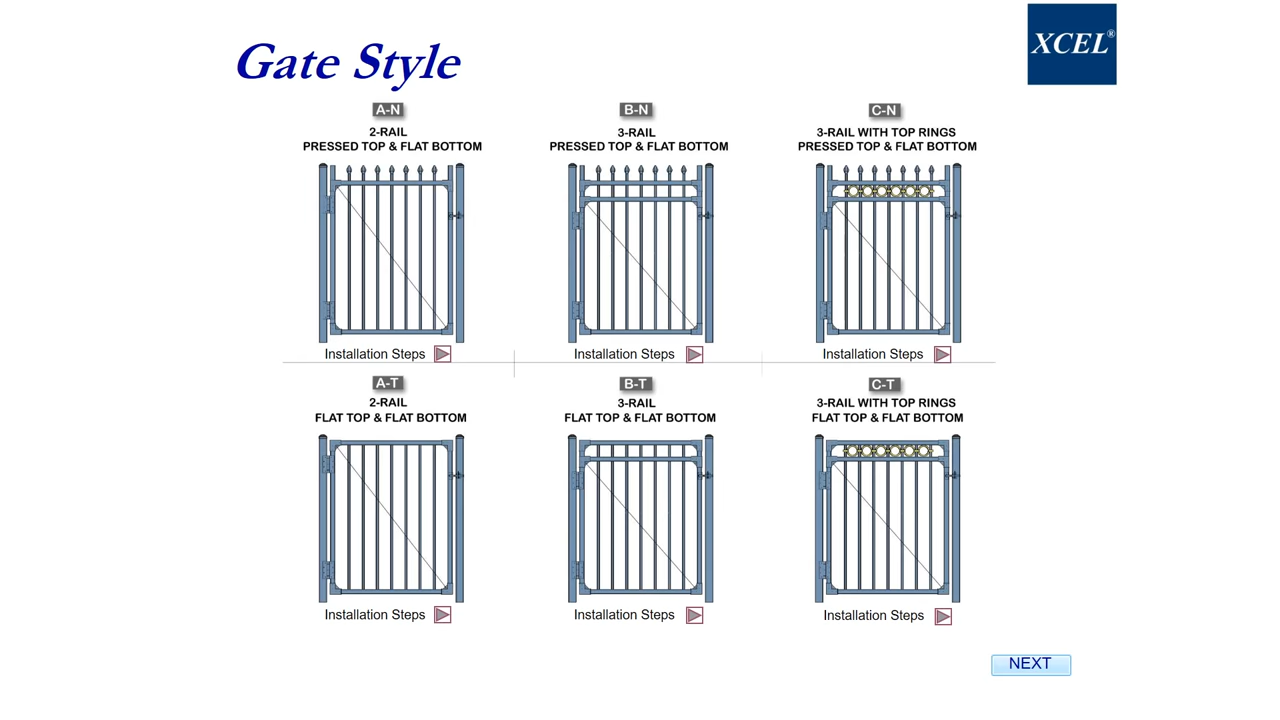 Gate Style
XCEL®
A-N
2-RAIL
PRESSED TOP & FLAT BOTTOM
Installation Steps
B-N
3-RAIL
PRESSED TOP & FLAT BOTTOM
Installation Steps
C-N
3-RAIL WITH TOP RINGS
PRESSED TOP & FLAT BOTTOM
Installation Steps
A-T
2-RAIL
FLAT TOP & FLAT BOTTOM
Installation Steps
B-T
3-RAIL
FLAT TOP & FLAT BOTTOM
Installation Steps
C-T
3-RAIL WITH TOP RINGS
FLAT TOP & FLAT BOTTOM
Installation Steps
NEXT